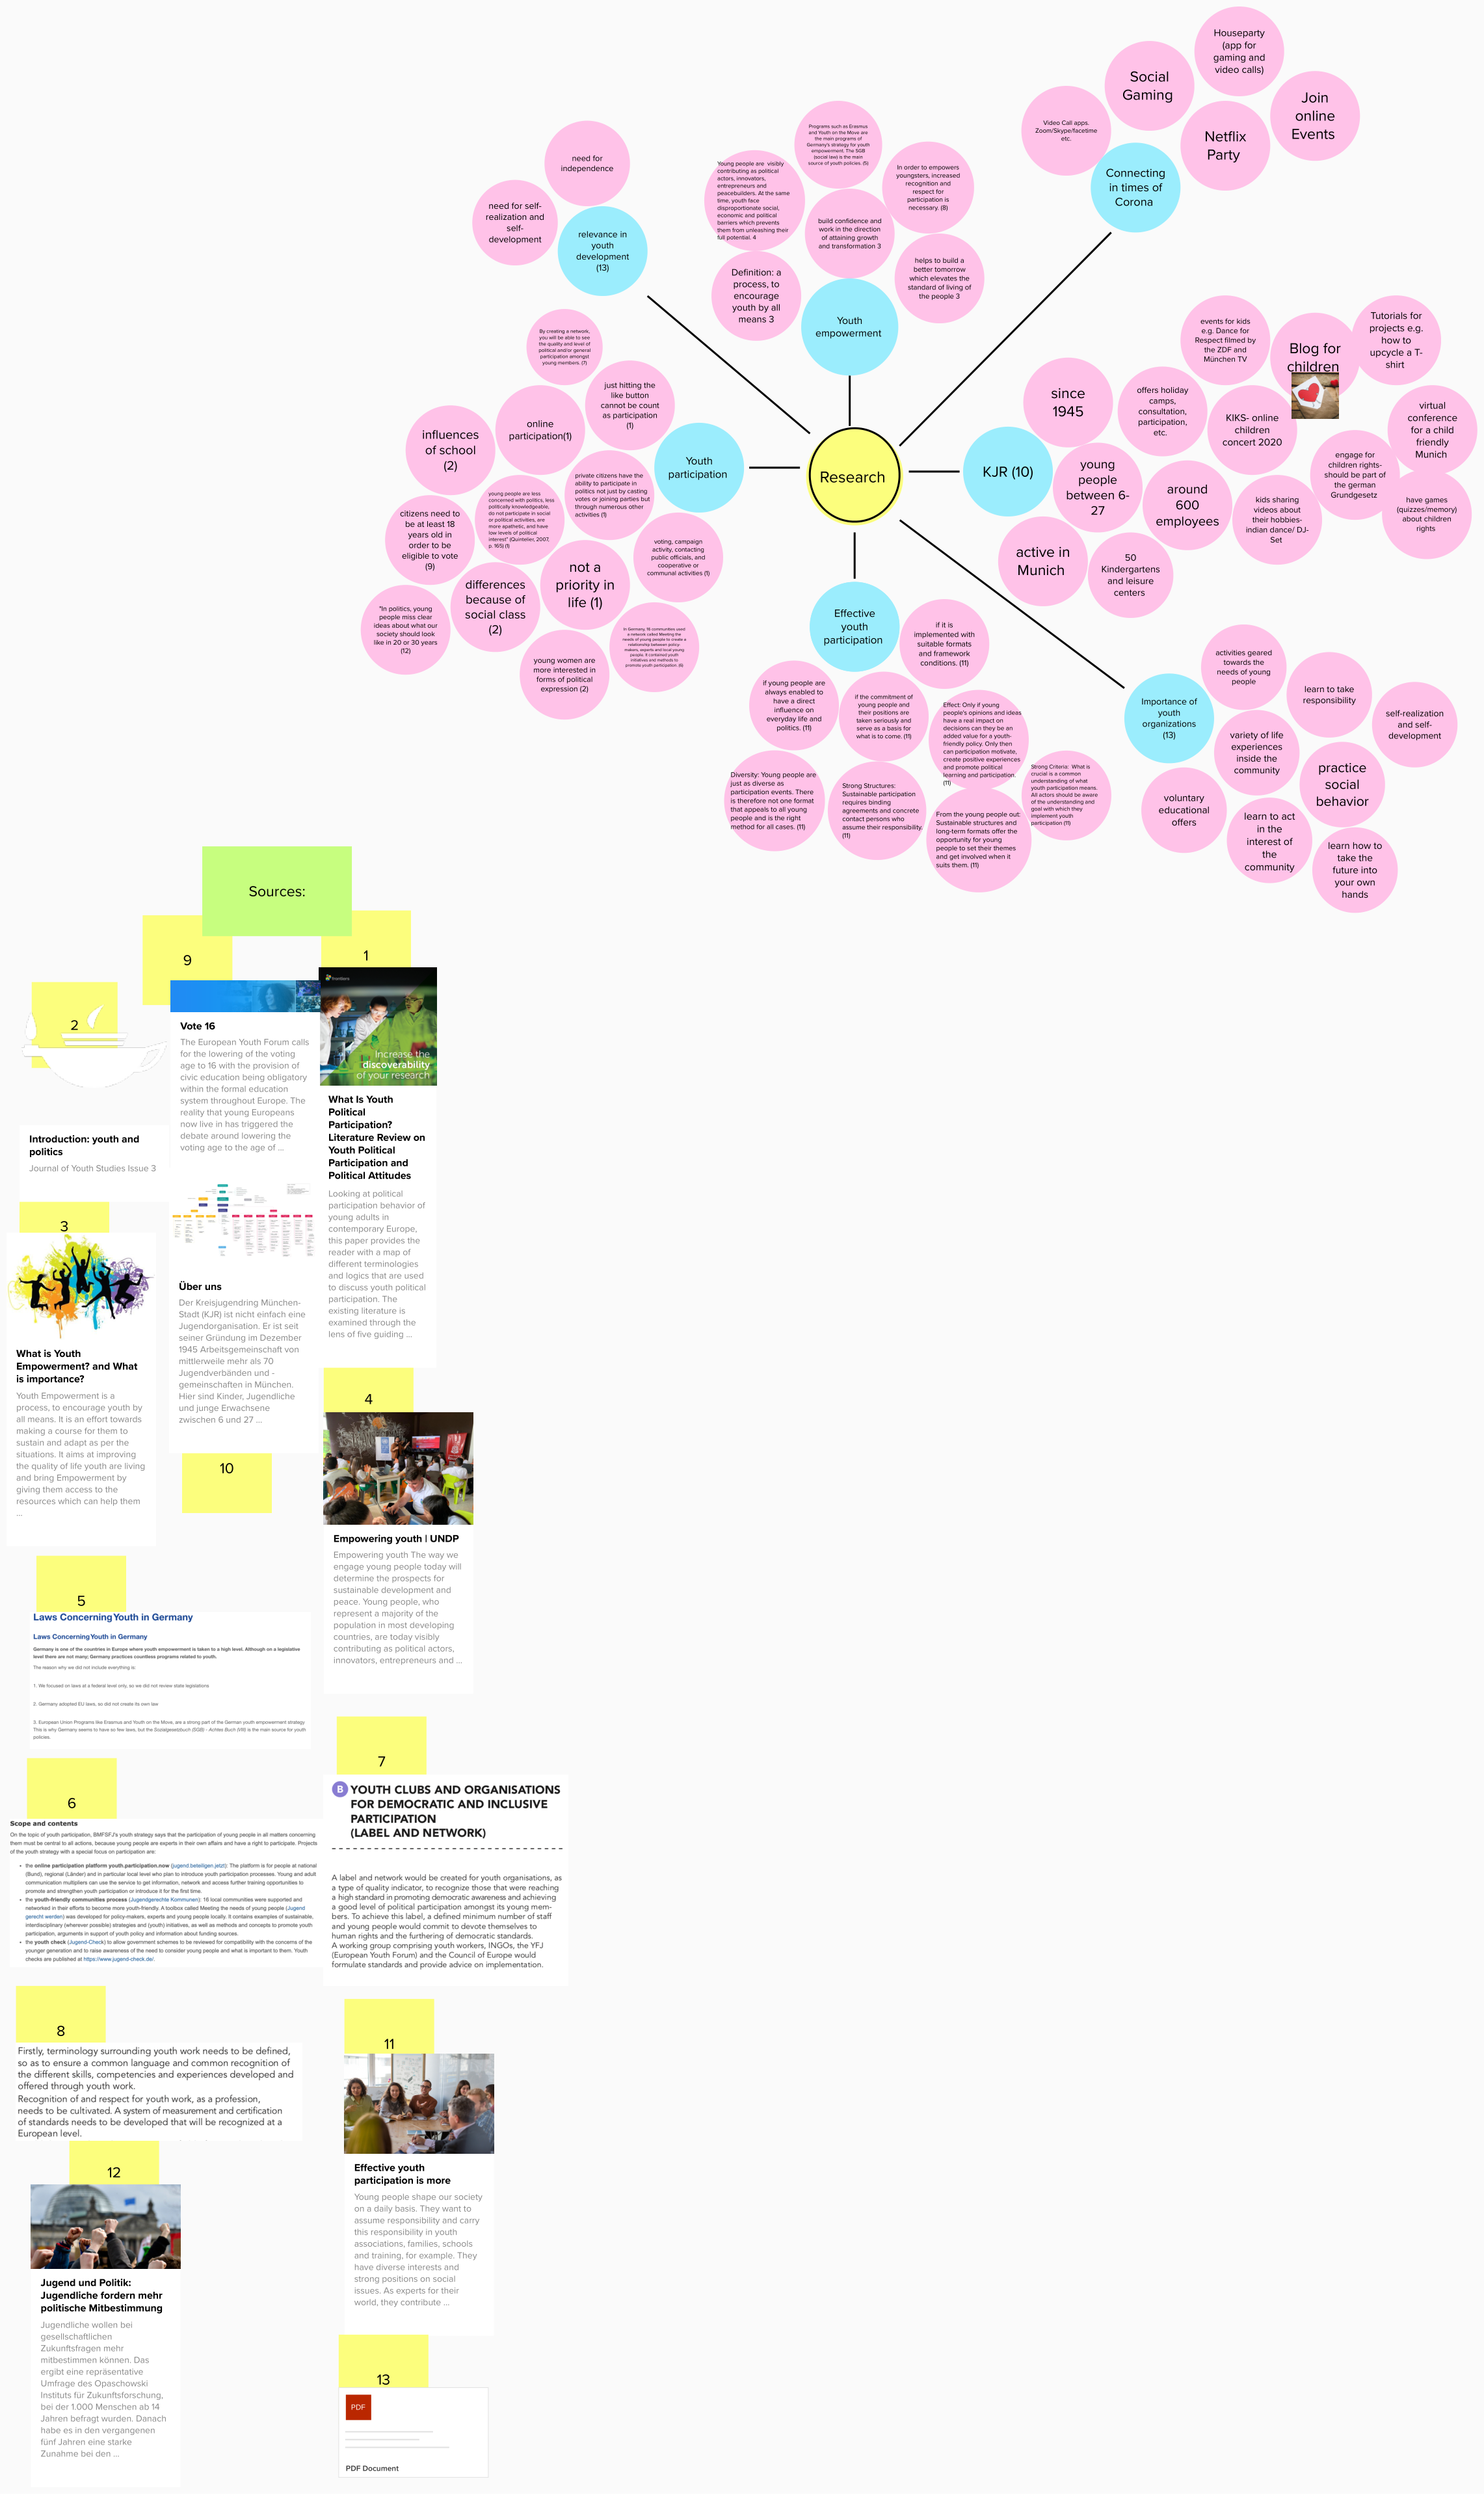 Houseparty
(app for
gaming and
video calls)
Social
Gaming
Join
online
Events
Video Call apps.
Zoom/Skype/facetime
etc.
Netflix
Party
Connecting
in times of
Corona
need for
independence
need for self-
realization and
self-
development
relevance in
youth
development
(13)
Programs such as Erasmus
and Youth on the Move are
the main programs of
Germany's strategy for youth
empowerment. The SGB
(social law) is the main
source of youth policies. (5)
Young people are visibly
contributing as political
actors, innovators,
entrepreneurs and
peacebuilders. At the same
time, youth face
disproportionate social,
economic and political
barriers which prevents
them from unleashing their
full potential. 4
In order to empowers
youngsters, increased
recognition and
respect for
participation is
necessary. (8)
build confidence and
work in the direction
of attaining growth
and transformation 3
Definition: a
process, to
encourage
youth by all
means 3
helps to build a
better tomorrow
which elevates the
standard of living of
the people 3
Youth
empowerment
By creating a network,
you will be able to see
the quality and level of
political and/or general
participation amongst
young members. (7)
just hitting the
like button
cannot be count
as participation
(1)
online
participation(1)
influences
of school
(2)
Youth
participation
private citizens have the
ability to participate in
politics not just by casting
votes or joining parties but
through numerous other
activities (1)
young people are less
concerned with politics, less
politically knowledgeable,
do not participate in social
or political activities, are
more apathetic, and have
low levels of political
interest" (Quintelier, 2007,
p. 165) (1)
citizens need to
be at least 18
years old in
order to be
eligible to vote
(9)
voting, campaign
activity, contacting
public officials, and
cooperative or
communal activities (1)
not a
priority in
life (1)
differences
because of
social class
(2)
"In politics, young
people miss clear
ideas about what our
society should look
like in 20 or 30 years
(12)
In Germany, 16 communities used
a network called Meeting the
needs of young people to create a
relationship between policy-
makers, experts and local young
people. It contained youth
initiatives and methods to
promote youth participation. (6)
young women are
more interested in
forms of political
expression (2)
Research
KJR (10)
since
1945
offers holiday
camps,
consultation,
participation,
etc.
events for kids
e.g. Dance for
Respect filmed by
the ZDF and
München TV
Blog for
children
Tutorials for
projects e.g.
how to
upcycle a T-
shirt
KIKS- online
children
concert 2020
virtual
conference
for a child
friendly
Munich
young
people
between 6-
27
around
600
employees
kids sharing
videos about
their hobbies-
indian dance/ DJ-
Set
engage for
children rights-
should be part of
the german
Grundgesetz
have games
(quizzes/memory)
about children
rights
active in
Munich
50
Kindergartens
and leisure
centers
Effective
youth
participation
if it is
implemented with
suitable formats
and framework
conditions. (11)
if young people are
always enabled to
have a direct
influence on
everyday life and
politics. (11)
if the commitment of
young people and
their positions are
taken seriously and
serve as a basis for
what is to come. (11)
Effect: Only if young
people's opinions and ideas
have a real impact on
decisions can they be an
added value for a youth-
friendly policy. Only then
can participation motivate,
create positive experiences
and promote political
learning and participation.
(11)
Diversity: Young people are
just as diverse as
participation events. There
is therefore not one format
that appeals to all young
people and is the right
method for all cases. (11)
Strong Structures:
Sustainable participation
requires binding
agreements and concrete
contact persons who
assume their responsibility.
(11)
Strong Criteria: What is
crucial is a common
understanding of what
youth participation means.
All actors should be aware
of the understanding and
goal with which they
implement youth
participation (11)
From the young people out:
Sustainable structures and
long-term formats offer the
opportunity for young
people to set their themes
and get involved when it
suits them. (11)
Importance of
youth
organizations
(13)
activities geared
towards the
needs of young
people
learn to take
responsibility
self-realization
and self-
development
variety of life
experiences
inside the
community
practice
social
behavior
voluntary
educational
offers
learn to act
in the
interest of
the
community
learn how to
take the
future into
your own
hands
Sources:
9
1
2
frontiers
Increase the
discoverability
of your research
Vote 16
The European Youth Forum calls
for the lowering of the voting
age to 16 with the provision of
civic education being obligatory
within the formal education
system throughout Europe. The
reality that young Europeans
now live in has triggered the
debate around lowering the
voting age to the age of ...
What Is Youth
Political
Participation?
Literature Review on
Youth Political
Participation and
Political Attitudes
Looking at political
participation behavior of
young adults in
contemporary Europe,
this paper provides the
reader with a map of
different terminologies
and logics that are used
to discuss youth political
participation. The
existing literature is
examined through the
lens of five guiding ...
Introduction: youth and
politics
Journal of Youth Studies Issue 3
3
What is Youth
Empowerment? and What
is importance?
Youth Empowerment is a
process, to encourage youth by
all means. It is an effort towards
making a course for them to
sustain and adapt as per the
situations. It aims at improving
the quality of life youth are living
and bring Empowerment by
giving them access to the
resources which can help them
...
Über uns
Der Kreisjugendring München-
Stadt (KJR) ist nicht einfach eine
Jugendorganisation. Er ist seit
seiner Gründung im Dezember
1945 Arbeitsgemeinschaft von
mittlerweile mehr als 70
Jugendverbänden und -
gemeinschaften in München.
Hier sind Kinder, Jugendliche
und junge Erwachsene
zwischen 6 und 27 ...
10
4
Empowering youth | UNDP
Empowering youth The way we
engage young people today will
determine the prospects for
sustainable development and
peace. Young people, who
represent a majority of the
population in most developing
countries, are today visibly
contributing as political actors,
innovators, entrepreneurs and ...
5
Laws Concerning Youth in Germany
Laws Concerning Youth in Germany
Germany is one of the countries in Europe where youth empowerment is taken to a high level. Although on a legislative
level there are not many; Germany practices countless programs related to youth.
The reason why we did not include everything is:
1. We focused on laws at a federal level only, so we did not review state legislations
2. Germany adopted EU laws, so did not create its own law
3. European Union Programs like Erasmus and Youth on the Move, are a strong part of the German youth empowerment strategy.
This is why Germany seems to have so few laws, but the Sozialgesetzbuch (SGB) - Achtes Buch (VIII) is the main source for youth
policies.
6
Scope and contents
On the topic of youth participation, BMFSFJ's youth strategy says that the participation of young people in all matters concerning
them must be central to all actions, because young people are experts in their own affairs and have a right to participate. Projects
of the youth strategy with a special focus on participation are:
• the online participation platform youth.participation.now (jugend.beteiligen.jetzt): The platform is for people at national
(Bund), regional (Länder) and in particular local level who plan to introduce youth participation processes. Young and adult
communication multipliers can use the service to get information, network and access further training opportunities to
promote and strengthen youth participation or introduce it for the first time.
• the youth-friendly communities process (Jugendgerechte Kommunen): 16 local communities were supported and
networked in their efforts to become more youth-friendly. A toolbox called Meeting the needs of young people (Jugend
gerecht werden) was developed for policy-makers, experts and young people locally. It contains examples of sustainable,
interdisciplinary (wherever possible) strategies and (youth) initiatives, as well as methods and concepts to promote youth
participation, arguments in support of youth policy and information about funding sources.
• the youth check (Jugend-Check) to allow government schemes to be reviewed for compatibility with the concerns of the
younger generation and to raise awareness of the need to consider young people and what is important to them. Youth
checks are published at https://www.jugend-check.de/.
7
B YOUTH CLUBS AND ORGANISATIONS
FOR DEMOCRATIC AND INCLUSIVE
PARTICIPATION
(LABEL AND NETWORK)
A label and network would be created for youth organisations, as
a type of quality indicator, to recognize those that were reaching
a high standard in promoting democratic awareness and achieving
a good level of political participation amongst its young mem-
bers. To achieve this label, a defined minimum number of staff
and young people would commit to devote themselves to
human rights and the furthering of democratic standards.
A working group comprising youth workers, INGOs, the YFJ
(European Youth Forum) and the Council of Europe would
formulate standards and provide advice on implementation.
8
Firstly, terminology surrounding youth work needs to be defined,
so as to ensure a common language and common recognition of
the different skills, competencies and experiences developed and
offered through youth work.
Recognition of and respect for youth work, as a profession,
needs to be cultivated. A system of measurement and certification
of standards needs to be developed that will be recognized at a
European level.
11
Effective youth
participation is more
Young people shape our society
on a daily basis. They want to
assume responsibility and carry
this responsibility in youth
associations, families, schools
and training, for example. They
have diverse interests and
strong positions on social
issues. As experts for their
world, they contribute ...
12
Jugend und Politik:
Jugendliche fordern mehr
politische Mitbestimmung
Jugendliche wollen bei
gesellschaftlichen
Zukunftsfragen mehr
mitbestimmen können. Das
ergibt eine repräsentative
Umfrage des Opaschowski
Instituts für Zukunftsforschung,
bei der 1.000 Menschen ab 14
Jahren befragt wurden. Danach
habe es in den vergangenen
fünf Jahren eine starke
Zunahme bei den ...
13
PDF
PDF Document